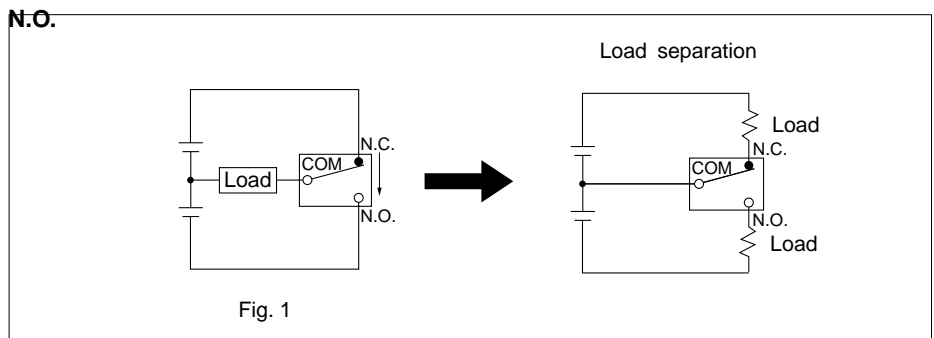 N.O.
Load separation
N.C.
COM
Load
N.O.
Fig. 1
Load
N.C.
COM
N.O.
Load